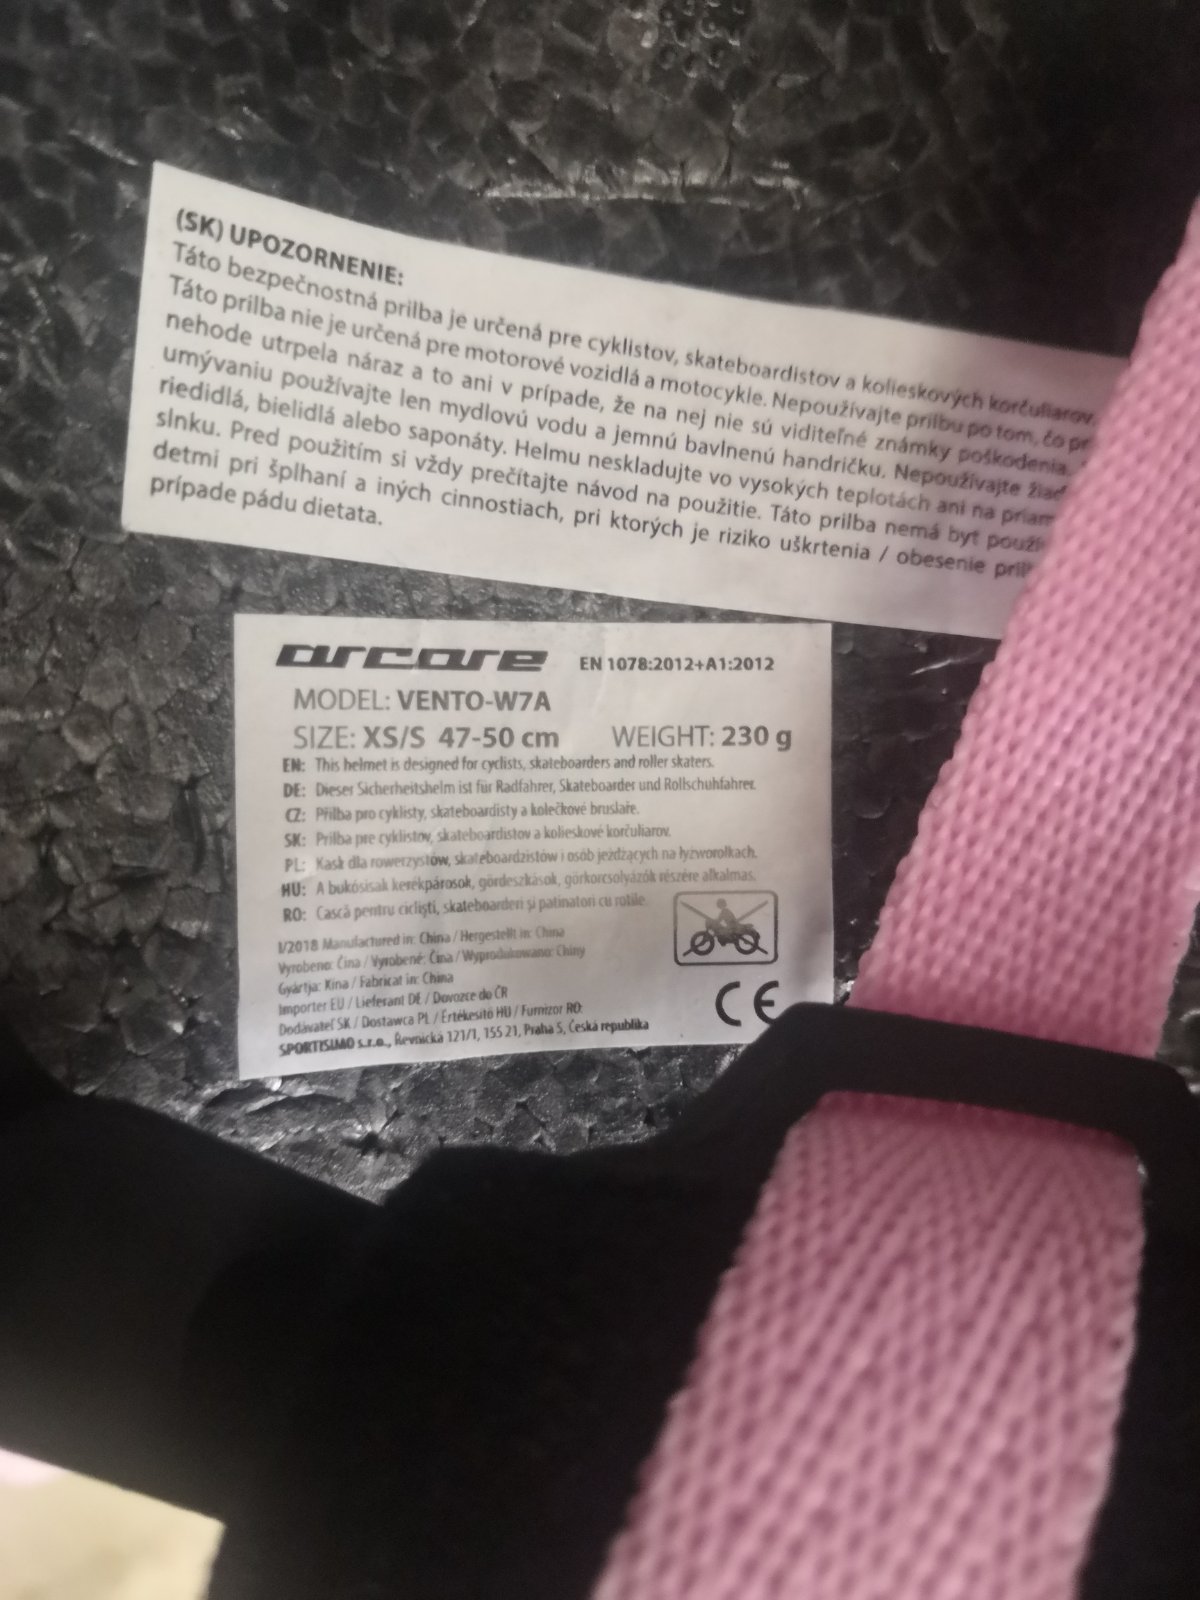 (SK) UPOZORNENIE:
Táto bezpečnostná prilba je určená pre cyklistov, skateboardistov a kolieskových korčuliarov.
Táto prilba nie je určená pre motorové vozidlá a motocykle. Nepoužívajte prilbu po tom, čo pr
nehode utrpela náraz a to ani v prípade, že na nej nie sú viditeľné známky poškodenia.
umývaniu používajte len mydlovú vodu a jemnú bavlnenú handričku. Nepoužívajte žiad
riedidlá, bielidlá alebo saponáty. Helmu neskladujte vo vysokých teplotách ani na priam
slnku. Pred použitím si vždy prečítajte návod na použitie. Táto prilba nemá byť použí
detmi pri šplhaní a iných cinnostiach, pri ktorých je riziko uškrtenia / obesenie pril
prípade pádu dietata.
arcore EN 1078:2012+A1:2012
MODEL: VENTO-W7A
SIZE: XS/S 47-50 cm WEIGHT: 230 g
EN: This helmet is designed for cyclists, skateboarders and roller skaters.
DE: Dieser Sicherheitshelm ist für Radfahrer, Skateboarder und Rollschuhfahrer.
CZ: Přilba pro cyklisty, skateboardisty a kolečkové bruslaře.
SK: Prilba pre cyklistov, skateboardistov a kolieskové korčuliarov.
PL: Kask dla rowerzystów, skateboardzistów i osób jeżdżących na łyżworolkach.
HU: A bukósisak kerékpárosok, gördeszkások, görkorcsolyázók részére alkalmas.
RO: Cască pentru cicliști, skateboarderi și patinatori cu rotile.
I/2018 Manufactured in: China / Hergestellt in: China
Vyrobeno: Čína / Vyrobené: Čína / Wyprodukowano: Chiny
Gyártja: Kína / Fabricat in: China
Importer EU / Lieferant DE / Dovozce do ČR
Dodávateľ SK / Dostawca PL / Értékesítő HU / Furnizor RO:
SPORTISIMO s.r.o., Řevnická 121/1, 155 21, Praha 5, Česká republika
CE